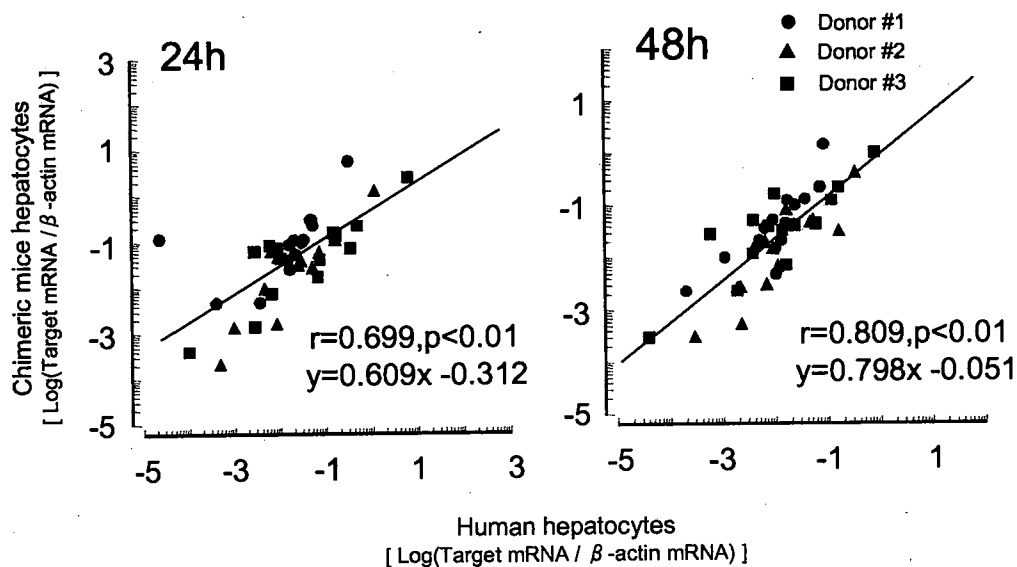 Donor #1
Donor #2
Donor #3
24h
48h
Chimeric mice hepatocytes
[ Log(Target mRNA / β-actin mRNA) ]
3
1
-1
-3
-5
1
-1
-3
-5
r=0.699,p<0.01
y=0.609x -0.312
r=0.809,p<0.01
y=0.798x -0.051
-5 -3 -1 1 3
-5 -3 -1 1
Human hepatocytes
[ Log(Target mRNA / β-actin mRNA) ]